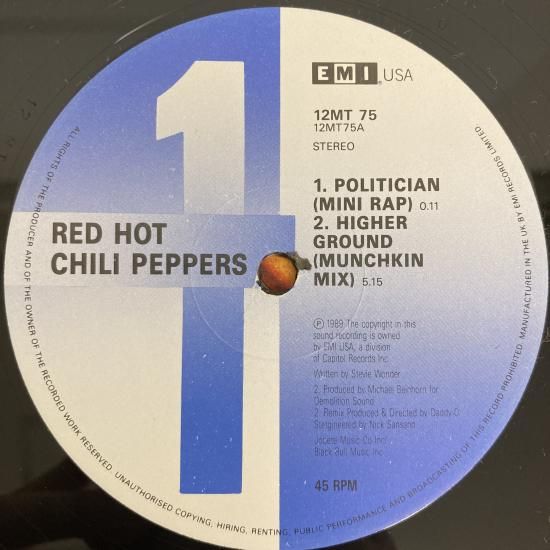 EMI USA
12MT 75
12MT75A
STEREO
1. POLITICIAN
(MINI RAP) 0.11
2. HIGHER
GROUND
(MUNCHKIN
MIX) 5.15
RED HOT
CHILI PEPPERS
1
℗ 1989 The copyright in this
sound recording is owned
by EMI USA, a division
of Capitol Records Inc.
Written by Stevie Wonder
2. Produced by Michael Beinhorn for
Demolition Sound
2. Remix Produced & Directed by Daddy-O
Stangineered by Nick Sansano
Jobete Music Co Inc/
Black Bull Music Inc
45 RPM
ALL RIGHTS OF THE PRODUCER AND OF THE OWNER OF THE RECORDED WORK RESERVED. UNAUTHORISED COPYING, HIRING, RENTING, PUBLIC PERFORMANCE AND BROADCASTING OF THIS RECORD PROHIBITED. MANUFACTURED IN THE UK BY EMI RECORDS LIMITED